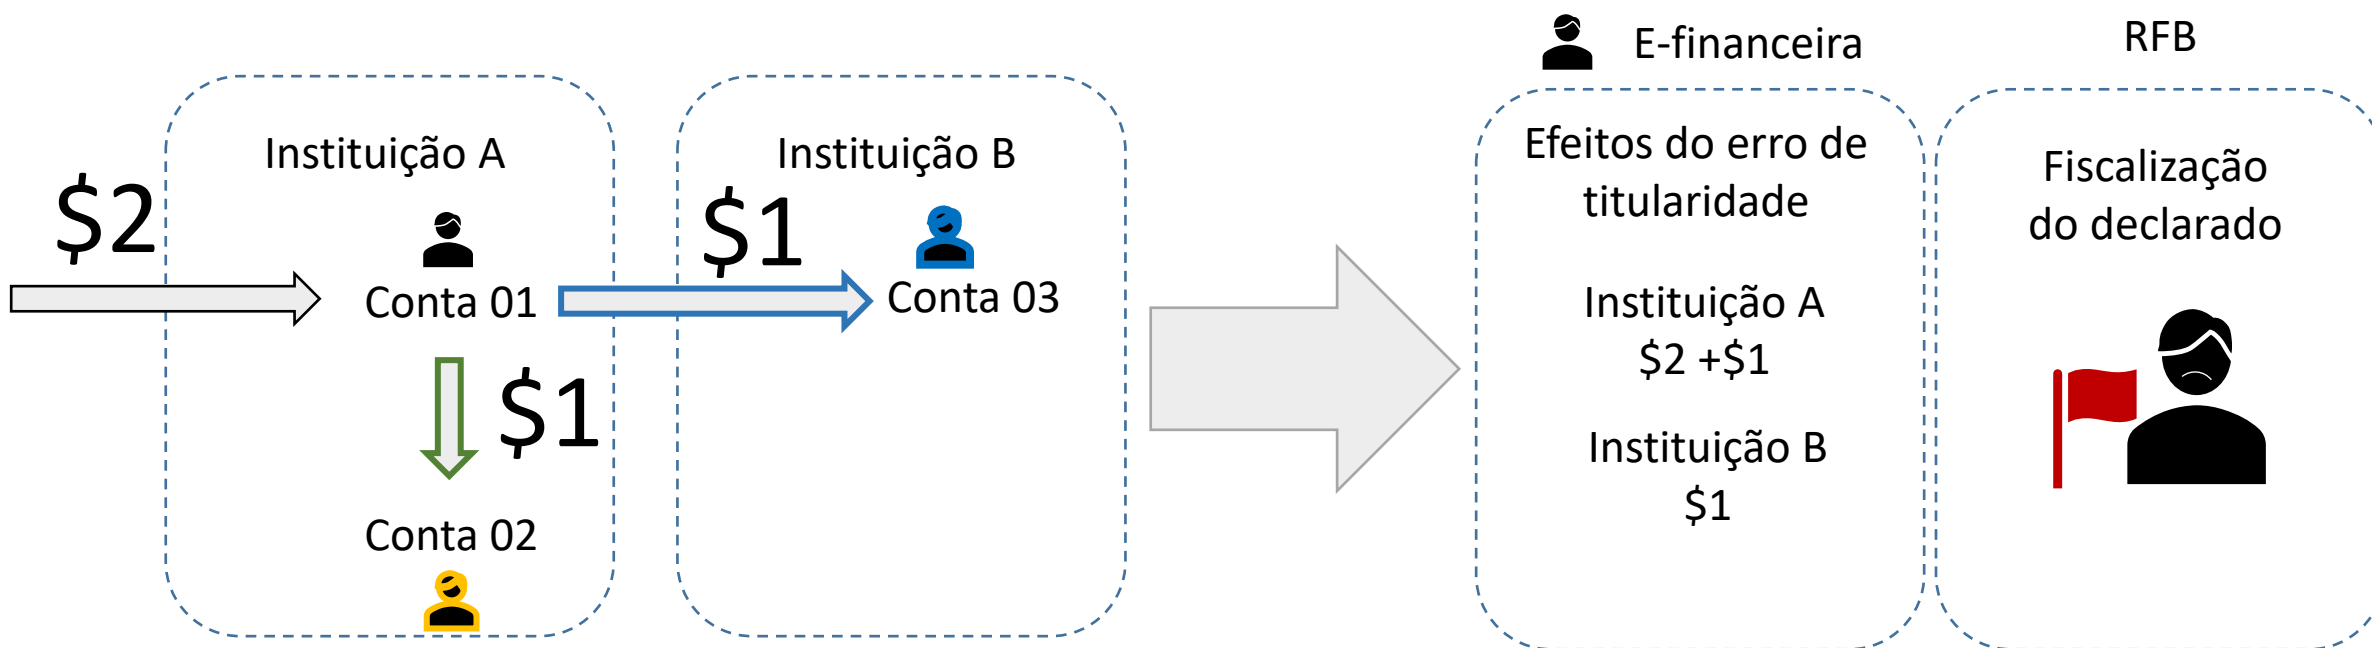 Instituição A
$2
Conta 01
$1
Conta 02
Instituição B
$1
Conta 03
E-financeira
Efeitos do erro de
titularidade
Instituição A
$2 +$1
Instituição B
$1
RFB
Fiscalização
do declarado